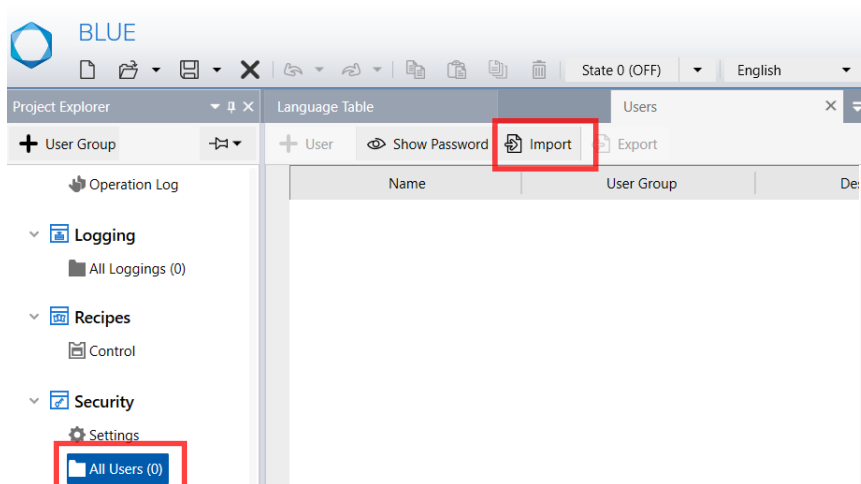 BLUE
State 0 (OFF)
English
Project Explorer
Language Table
Users
User Group
User
Show Password
Import
Export
Name
User Group
Operation Log
Logging
All Loggings (0)
Recipes
Control
Security
Settings
All Users (0)